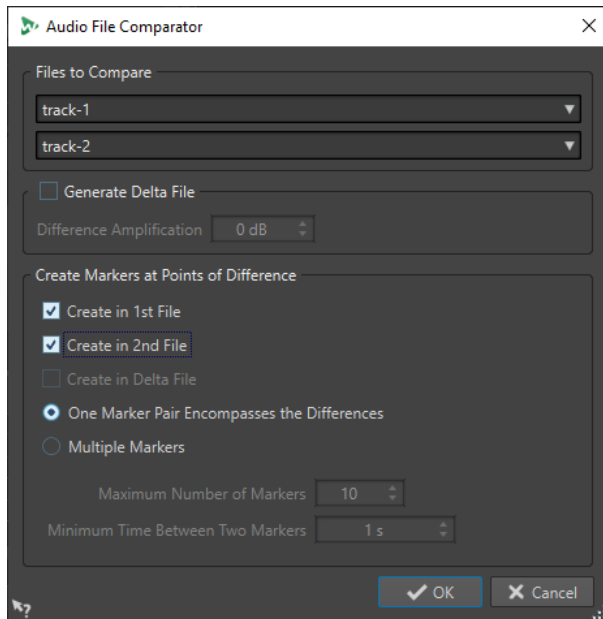 Audio File Comparator
Files to Compare
track-1
track-2
Generate Delta File
Difference Amplification 0 dB
Create Markers at Points of Difference
Create in 1st File
Create in 2nd File
Create in Delta File
One Marker Pair Encompasses the Differences
Multiple Markers
Maximum Number of Markers 10
Minimum Time Between Two Markers 1 s
OK Cancel
?